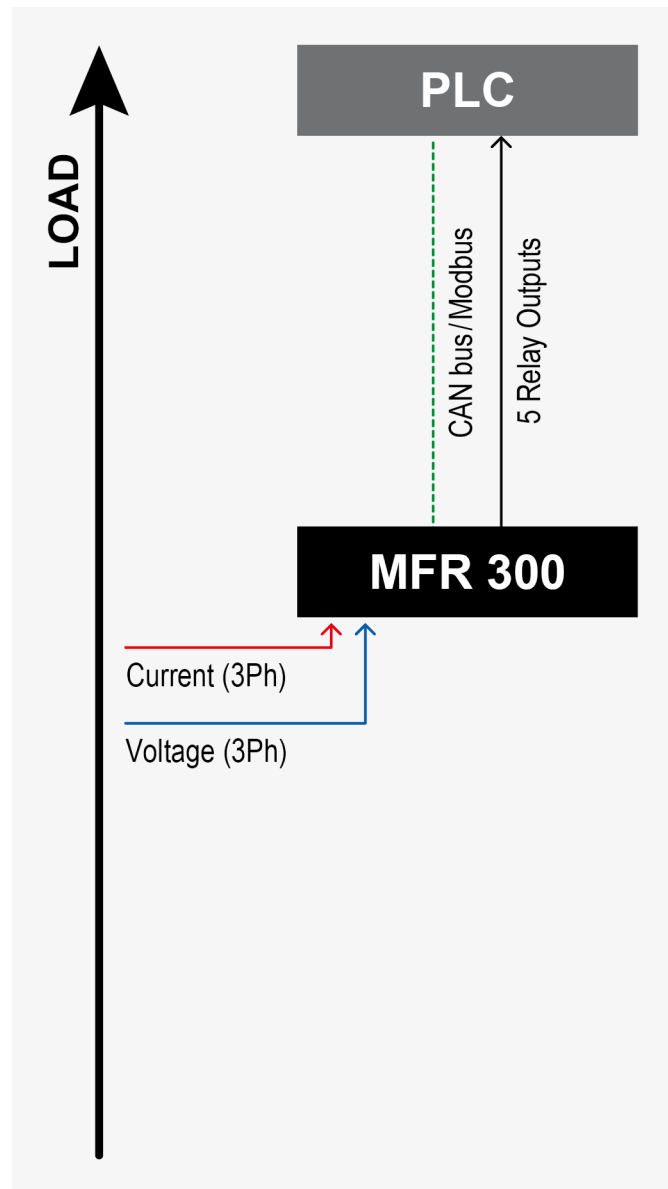 PLC
LOAD
CAN bus/Modbus
5 Relay Outputs
MFR 300
Current (3Ph)
Voltage (3Ph)